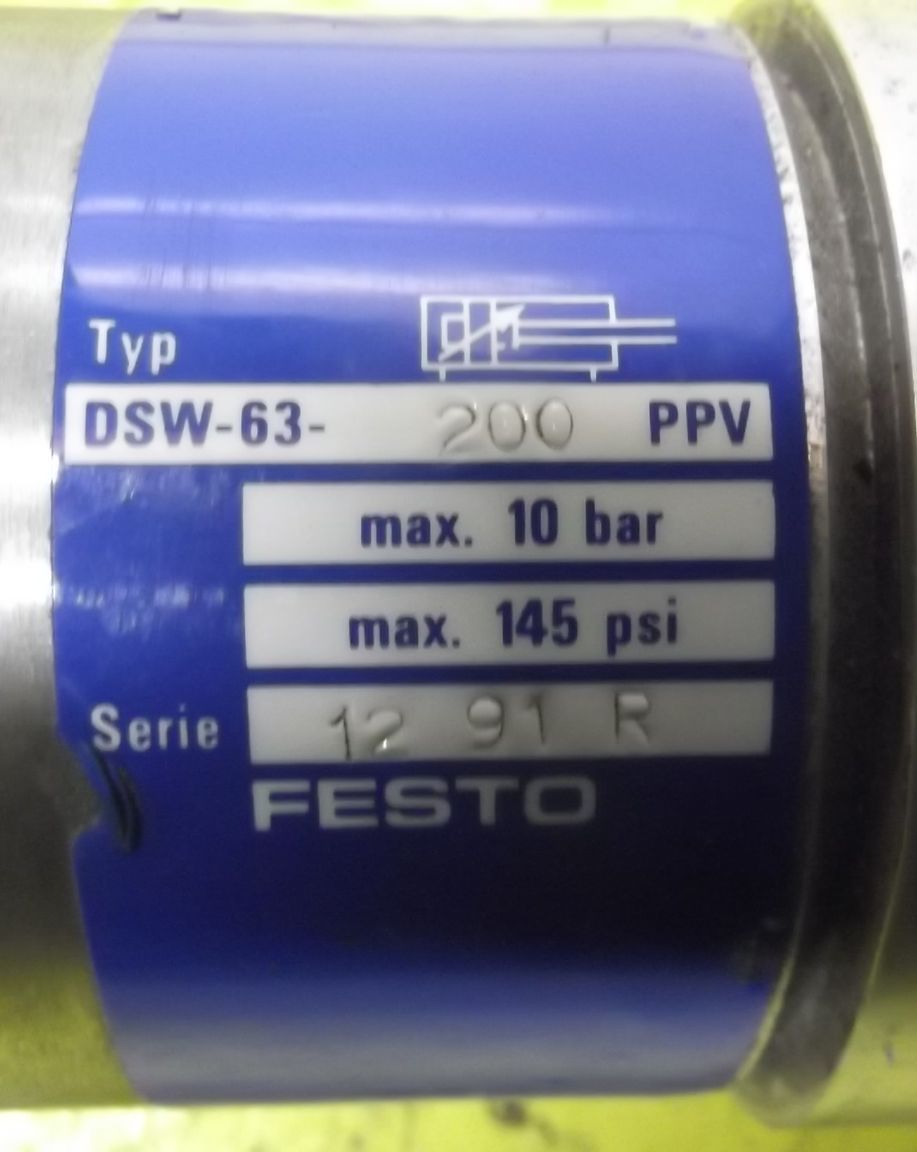 Typ
DSW-63- 200 PPV
max. 10 bar
max. 145 psi
Serie 12 91 R
FESTO